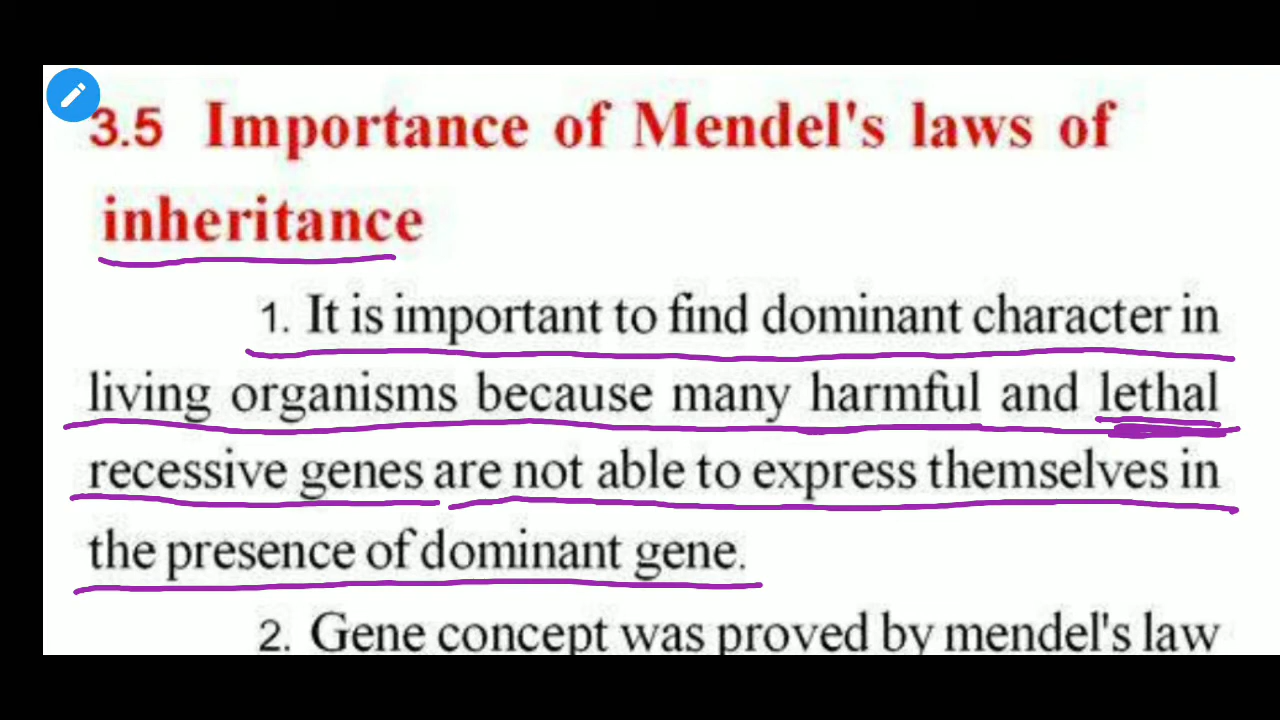 3.5 Importance of Mendel's laws of
inheritance
1. It is important to find dominant character in
living organisms because many harmful and lethal
recessive genes are not able to express themselves in
the presence of dominant gene.
2. Gene concept was proved by mendel's law